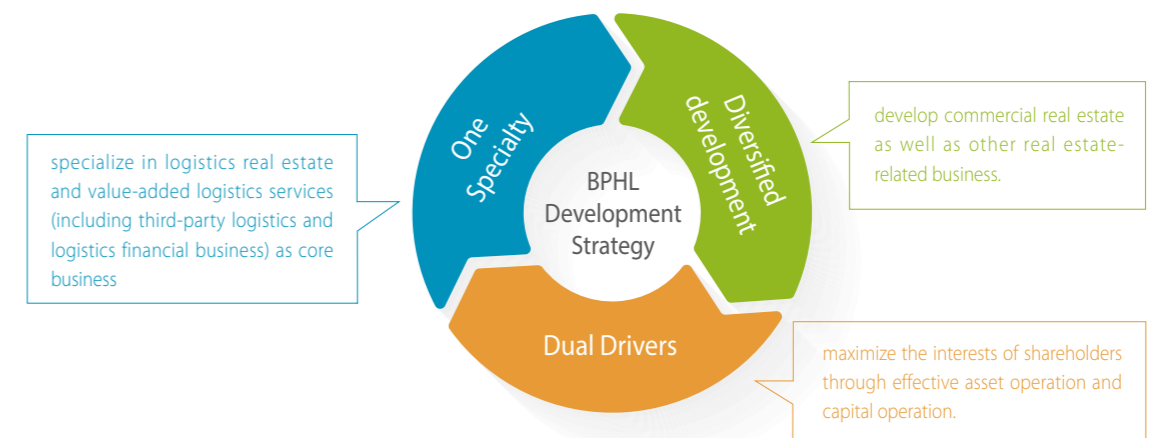 One
Specialty
Diversified
development
BPHL
Development
Strategy
Dual Drivers
specialize in logistics real estate
and value-added logistics services
(including third-party logistics and
logistics financial business) as core
business
develop commercial real estate
as well as other real estate-
related business.
maximize the interests of shareholders
through effective asset operation and
capital operation.